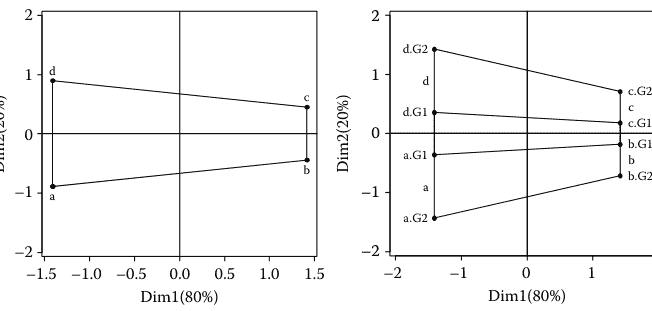 2
1
0
−1
−2
Dim2(20%)
d
c
a
b
−1.5 −1.0 −0.5 0.0 0.5 1.0 1.5
Dim1(80%)
2
1
0
−1
−2
Dim2(20%)
d.G2
d
d.G1
a.G1
a
a.G2
c.G2
c
c.G1
b.G1
b
b.G2
−2 −1 0 1
Dim1(80%)